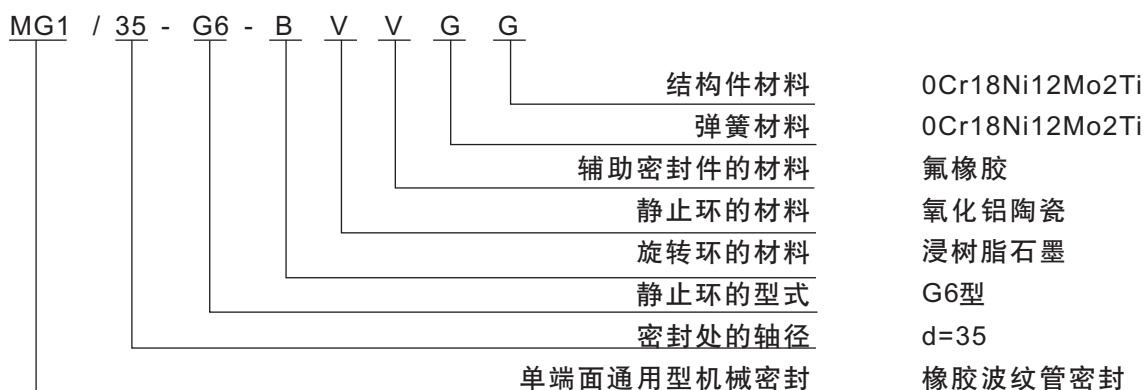 MG1 / 35 - G6 - B V V G G
结构件材料 0Cr18Ni12Mo2Ti
弹簧材料 0Cr18Ni12Mo2Ti
辅助密封件的材料 氟橡胶
静止环的材料 氧化铝陶瓷
旋转环的材料 浸树脂石墨
静止环的型式 G6型
密封处的轴径 d=35
单端面通用型机械密封 橡胶波纹管密封